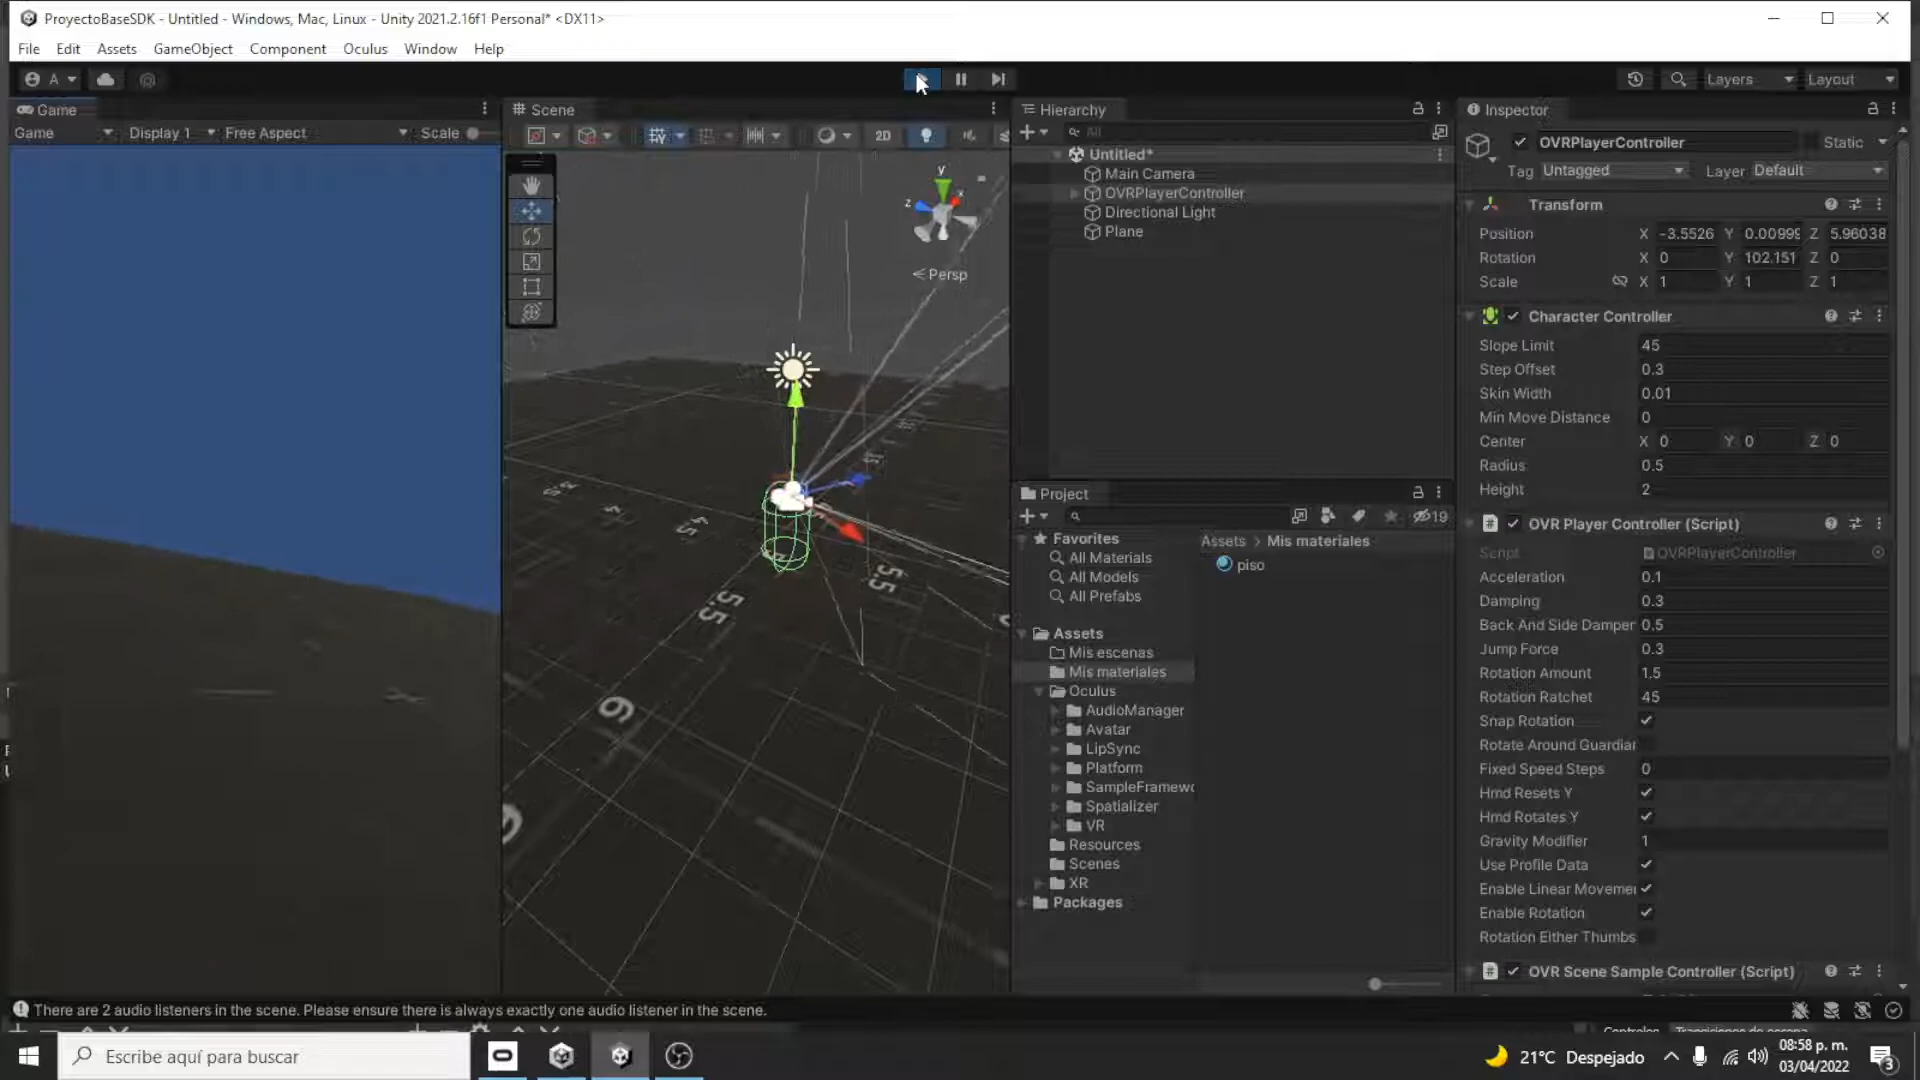 ProyectoBaseSDK - Untitled - Windows, Mac, Linux - Unity 2021.2.16f1 Personal* <DX11>
File Edit Assets GameObject Component Oculus Window Help
A
Layers
Layout
Game
Game Display 1 Free Aspect Scale
Scene
2D
y
x
z
Persp
5.5
5.5
6
Hierarchy
All
Untitled*
Main Camera
OVRPlayerController
Directional Light
Plane
Project
19
Favorites
All Materials
All Models
All Prefabs
Assets
Mis escenas
Mis materiales
Oculus
AudioManager
Avatar
LipSync
Platform
SampleFramewo
Spatializer
VR
Resources
Scenes
XR
Packages
Assets > Mis materiales
piso
Inspector
OVRPlayerController Static
Tag Untagged Layer Default
Transform
Position X -3.5526 Y 0.00999 Z 5.96038
Rotation X 0 Y 102.151 Z 0
Scale X 1 Y 1 Z 1
Character Controller
Slope Limit 45
Step Offset 0.3
Skin Width 0.01
Min Move Distance 0
Center X 0 Y 0 Z 0
Radius 0.5
Height 2
OVR Player Controller (Script)
Script OVRPlayerController
Acceleration 0.1
Damping 0.3
Back And Side Damper 0.5
Jump Force 0.3
Rotation Amount 1.5
Rotation Ratchet 45
Snap Rotation
Rotate Around Guardiar
Fixed Speed Steps 0
Hmd Resets Y
Hmd Rotates Y
Gravity Modifier 1
Use Profile Data
Enable Linear Movemer
Enable Rotation
Rotation Either Thumbs
OVR Scene Sample Controller (Script)
There are 2 audio listeners in the scene. Please ensure there is always exactly one audio listener in the scene.
Escribe aquí para buscar
21°C Despejado
08:58 p. m.
03/04/2022
3